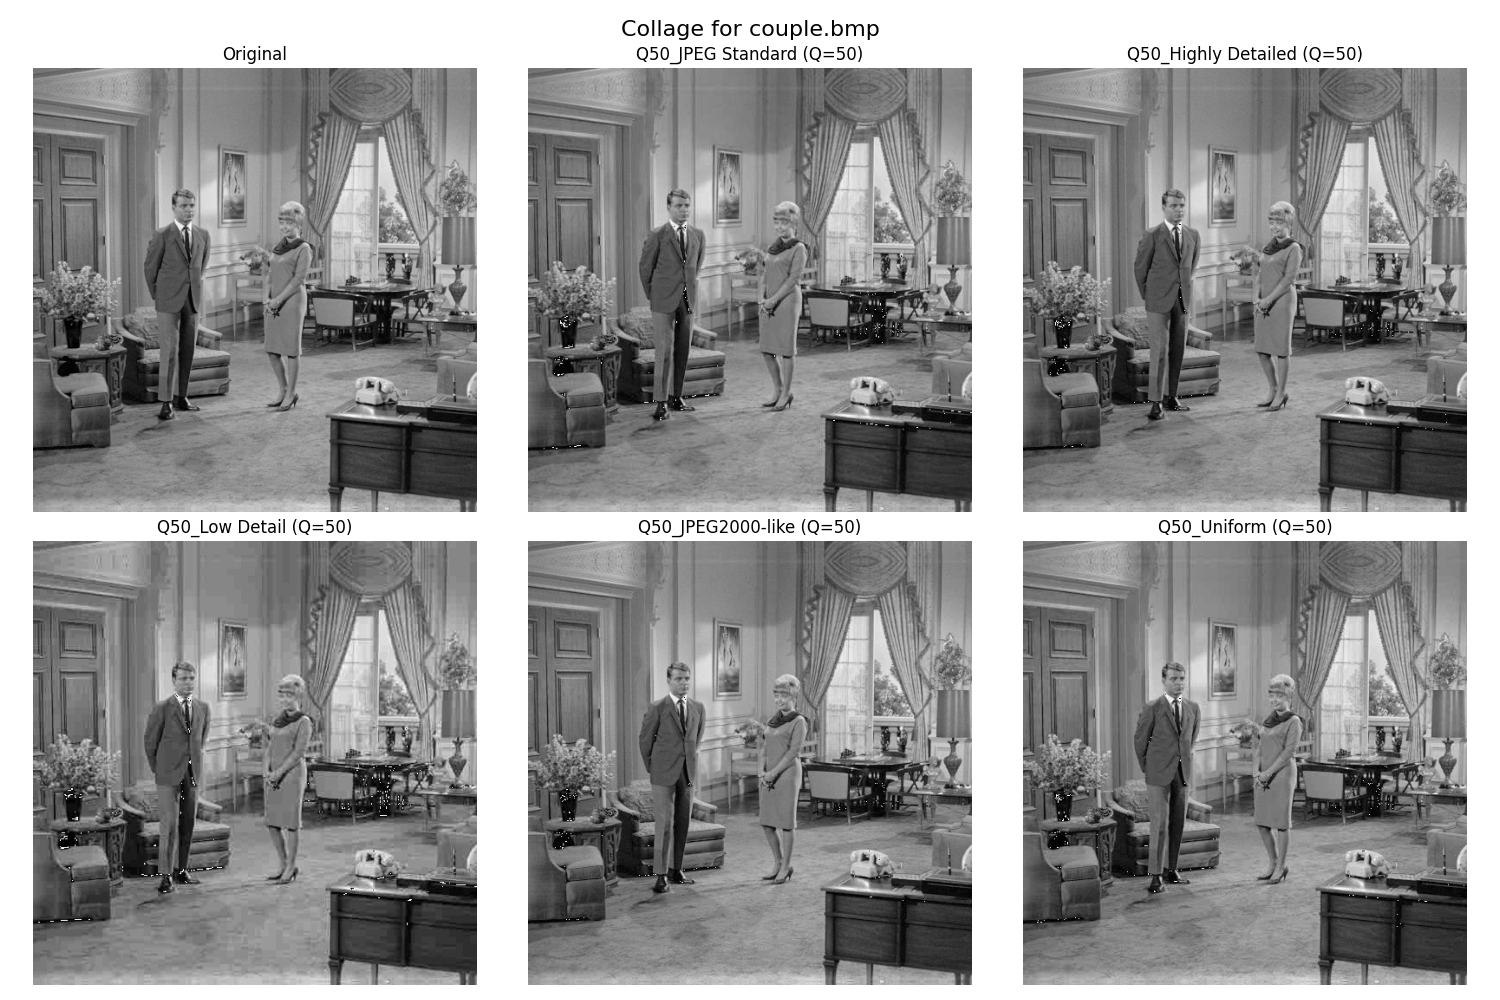 Collage for couple.bmp
Original
Q50_JPEG Standard (Q=50)
Q50_Highly Detailed (Q=50)
Q50_Low Detail (Q=50)
Q50_JPEG2000-like (Q=50)
Q50_Uniform (Q=50)